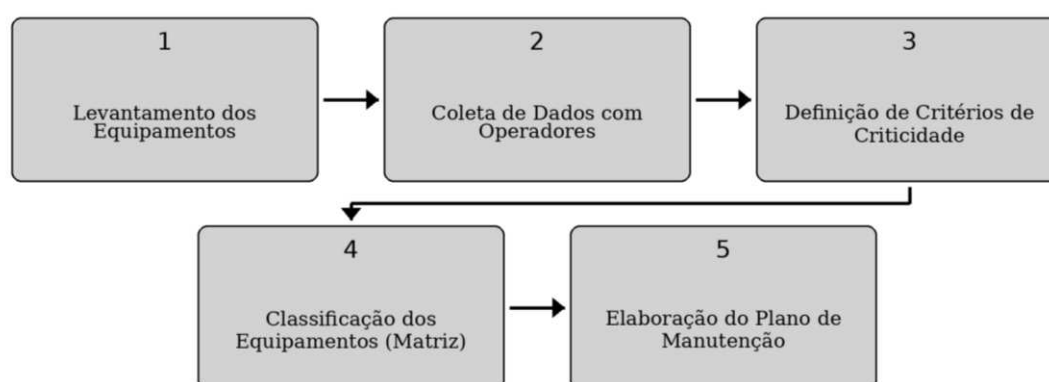 1
Levantamento dos
Equipamentos
2
Coleta de Dados com
Operadores
3
Definição de Critérios de
Criticidade
4
Classificação dos
Equipamentos (Matriz)
5
Elaboração do Plano de
Manutenção